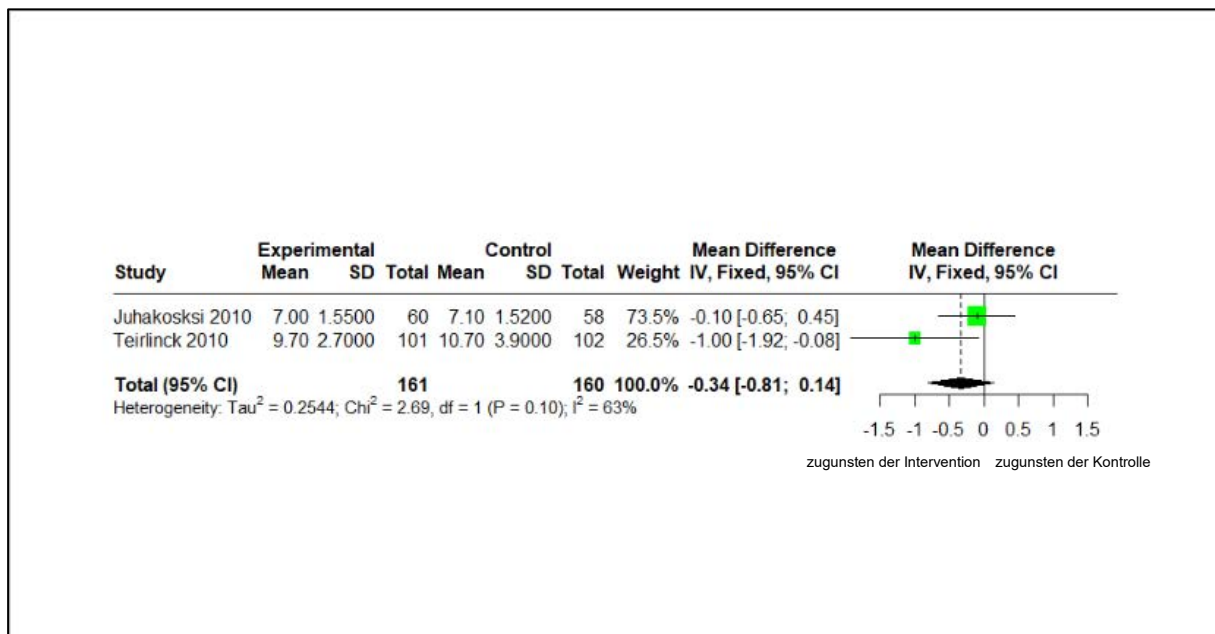 Experimental Control Mean Difference Mean Difference
Study Mean SD Total Mean SD Total Weight IV, Fixed, 95% CI IV, Fixed, 95% CI
Juhakosksi 2010 7.00 1.5500 60 7.10 1.5200 58 73.5% -0.10 [-0.65; 0.45]
Teirlinck 2010 9.70 2.7000 101 10.70 3.9000 102 26.5% -1.00 [-1.92; -0.08]
Total (95% CI) 161 160 100.0% -0.34 [-0.81; 0.14]
Heterogeneity: Tau² = 0.2544; Chi² = 2.69, df = 1 (P = 0.10); I² = 63%
-1.5 -1 -0.5 0 0.5 1 1.5
zugunsten der Intervention zugunsten der Kontrolle